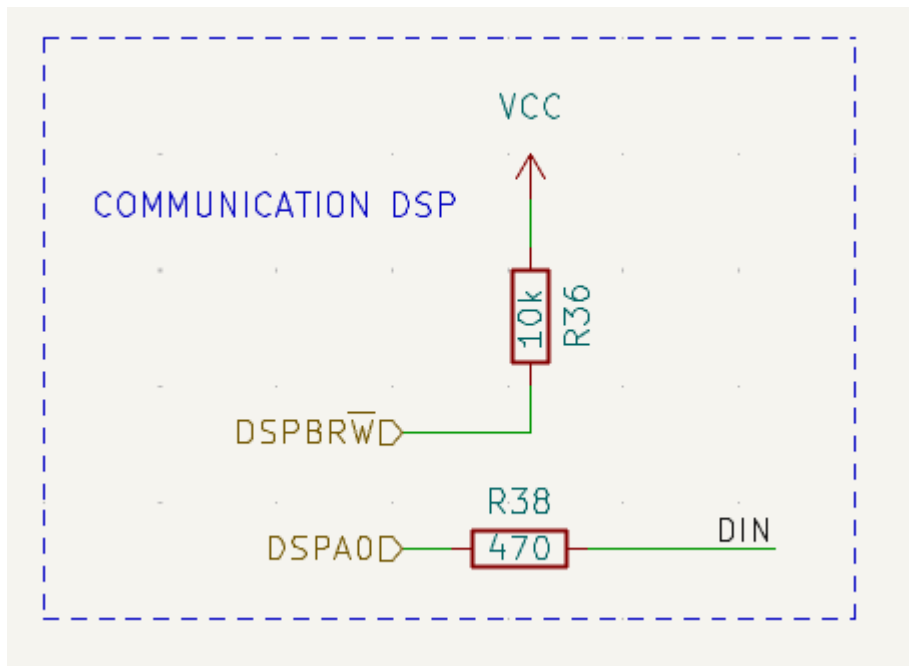 VCC
COMMUNICATION DSP
10k
R36
DSPBRW̅
R38
DSPA0
470
DIN